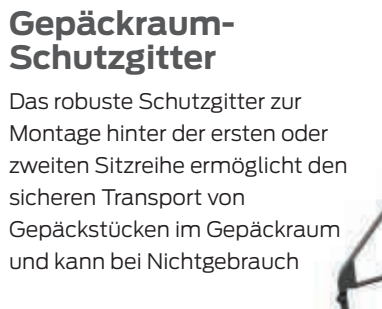 Gepäckraum-
Schutzgitter
Das robuste Schutzgitter zur
Montage hinter der ersten oder
zweiten Sitzreihe ermöglicht den
sicheren Transport von
Gepäckstücken im Gepäckraum
und kann bei Nichtgebrauch